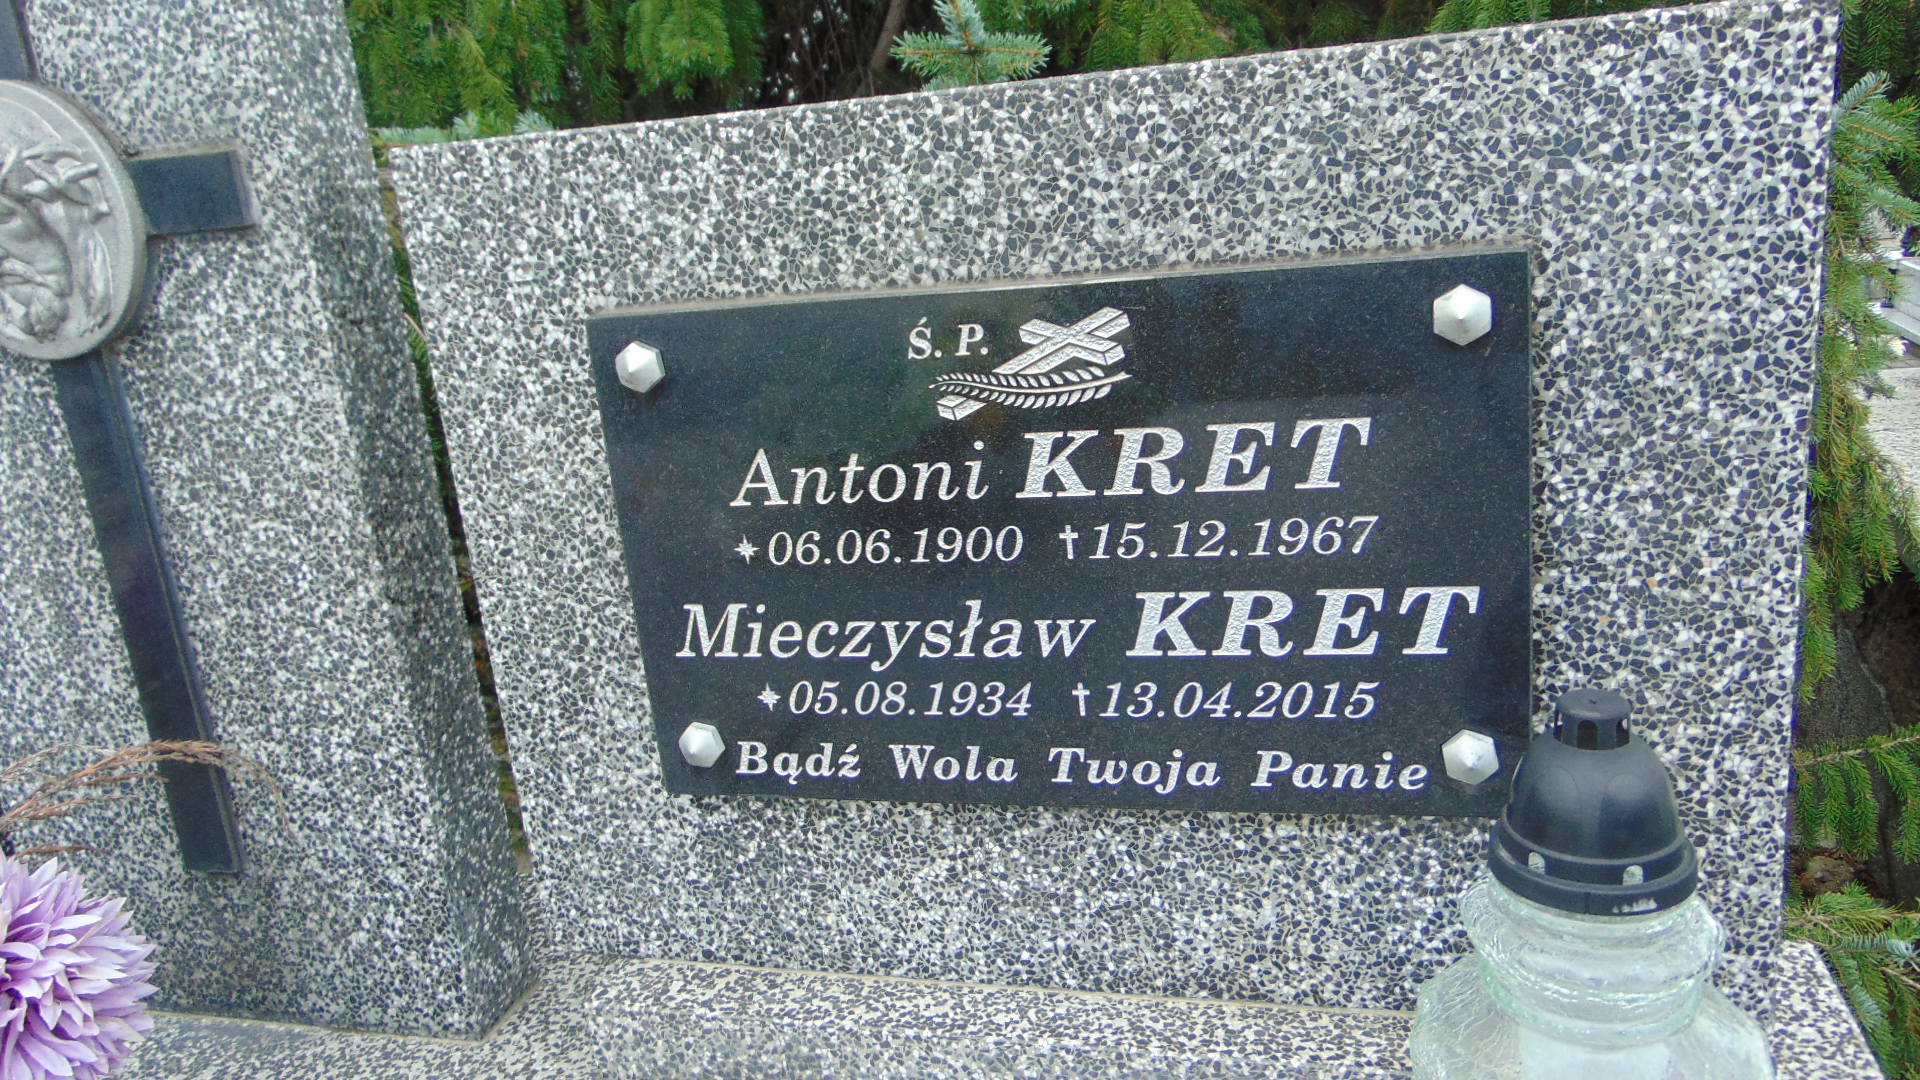 Ś. P.
Antoni KRET
*06.06.1900 †15.12.1967
Mieczysław KRET
*05.08.1934 †13.04.2015
Bądź Wola Twoja Panie